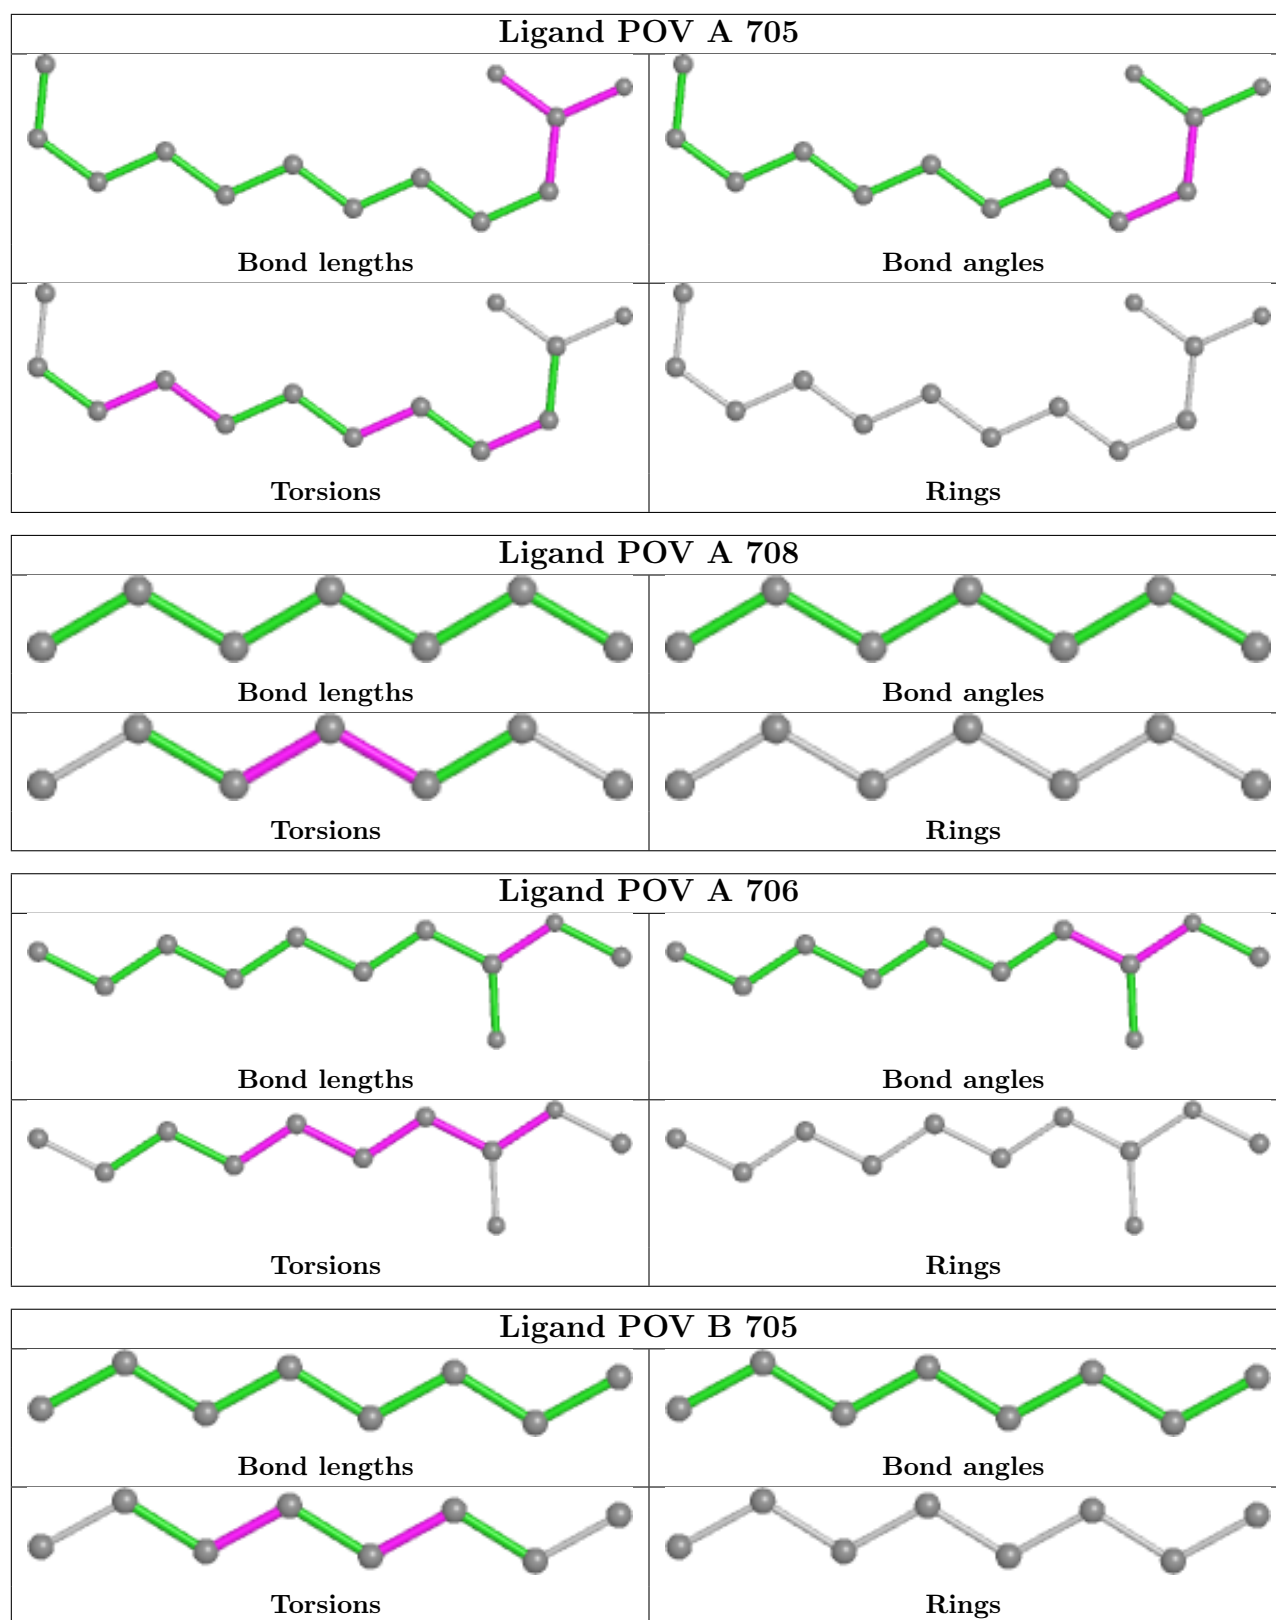 Ligand POV A 705
Bond lengths
Bond angles
Torsions
Rings
Ligand POV A 708
Bond lengths
Bond angles
Torsions
Rings
Ligand POV A 706
Bond lengths
Bond angles
Torsions
Rings
Ligand POV B 705
Bond lengths
Bond angles
Torsions
Rings